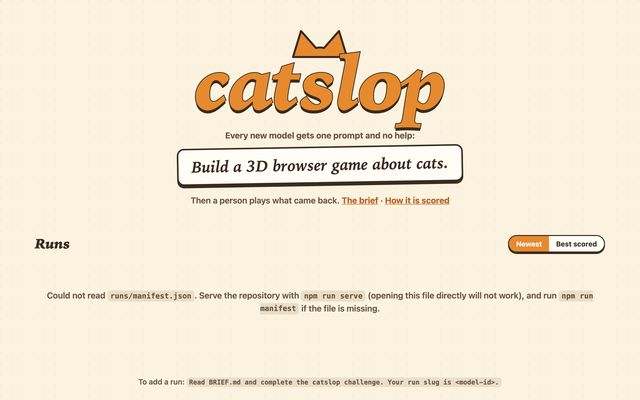 catslop
Every new model gets one prompt and no help:
Build a 3D browser game about cats.
Then a person plays what came back. The brief · How it is scored
Runs
Newest
Best scored
Could not read runs/manifest.json. Serve the repository with npm run serve (opening this file directly will not work), and run npm run
manifest if the file is missing.
To add a run: Read BRIEF.md and complete the catslop challenge. Your run slug is <model-id>.